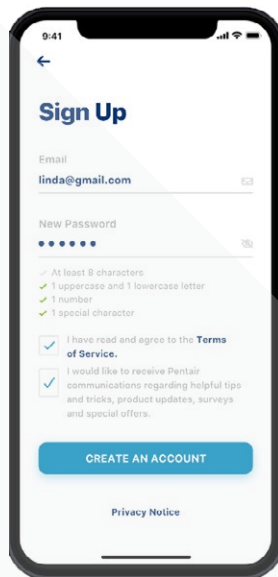 9:41
Sign Up
Email
linda@gmail.com
New Password
At least 8 characters
1 uppercase and 1 lowercase letter
1 number
1 special character
I have read and agree to the Terms
of Service.
I would like to receive Pentair
communications regarding helpful tips
and tricks, product updates, surveys
and special offers.
CREATE AN ACCOUNT
Privacy Notice